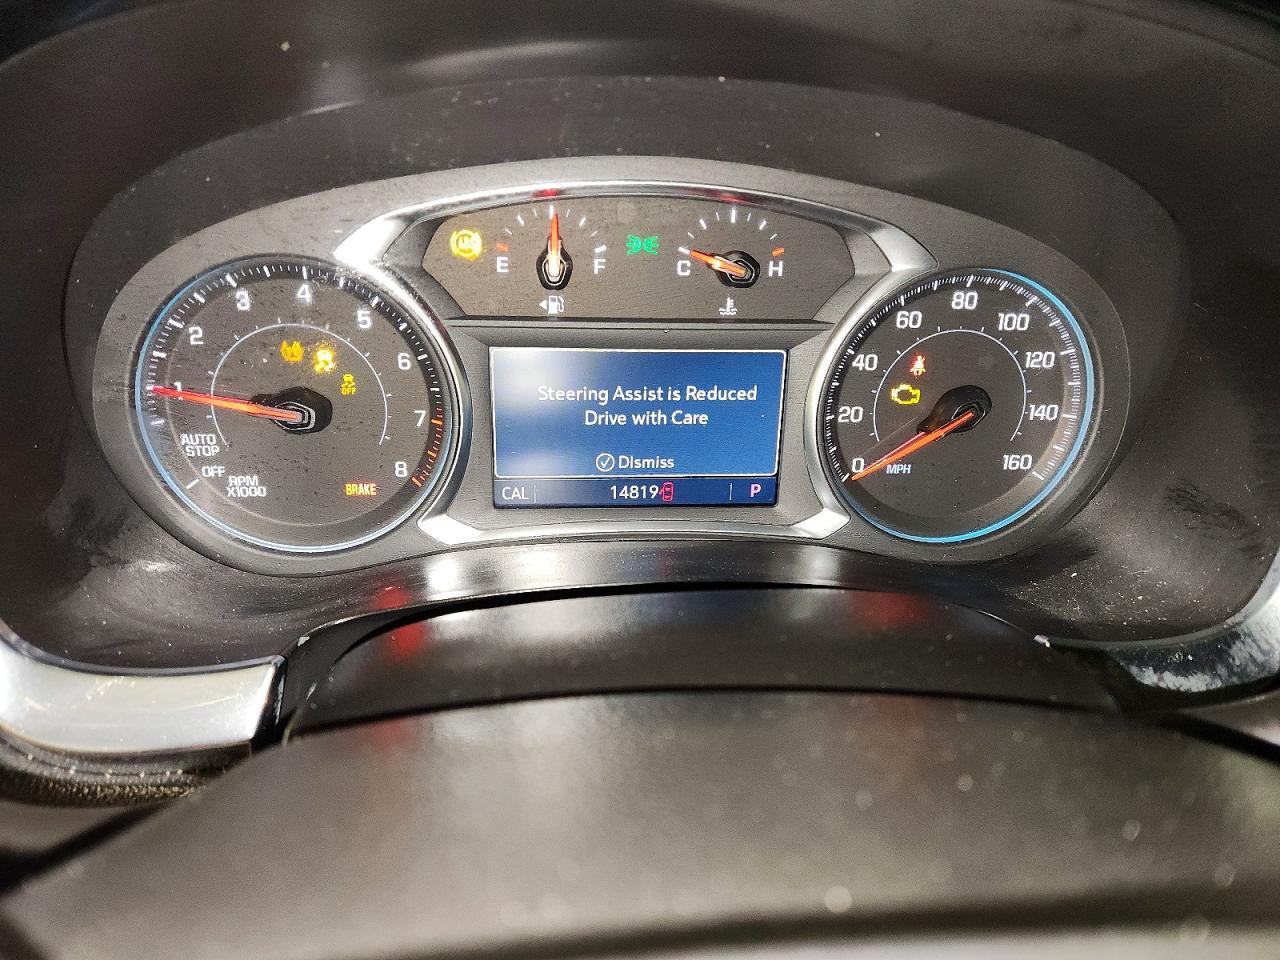 ABS
E F
C H
1 2 3 4 5 6 7 8
OFF
AUTO
STOP
OFF
RPM
X1000
BRAKE
Steering Assist is Reduced
Drive with Care
Dismiss
CAL 14819 P
0 20 40 60 80 100 120 140 160
MPH